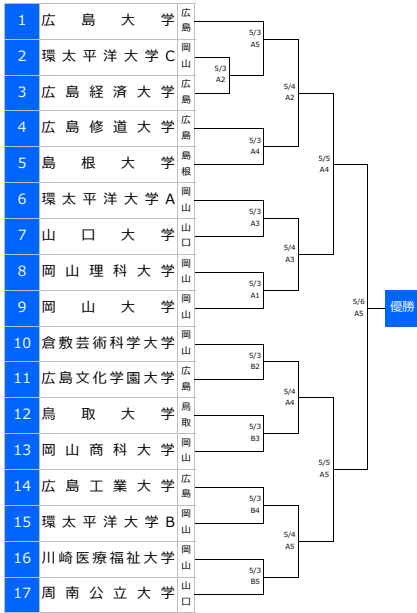 1 広島大学 広島
2 環太平洋大学C 岡山
3 広島経済大学 広島
4 広島修道大学 広島
5 島根大学 島根
6 環太平洋大学A 岡山
7 山口大学 山口
8 岡山理科大学 岡山
9 岡山大学 岡山
10 倉敷芸術科学大学 岡山
11 広島文化学園大学 広島
12 鳥取大学 鳥取
13 岡山商科大学 岡山
14 広島工業大学 広島
15 環太平洋大学B 岡山
16 川崎医療福祉大学 岡山
17 周南公立大学 山口
5/3 A2
5/3 A5
5/3 A4
5/3 A3
5/3 A1
5/3 B2
5/3 B3
5/3 B4
5/3 B5
5/4 A2
5/4 A3
5/4 A4
5/4 A5
5/5 A4
5/5 A5
5/6 A5
優勝